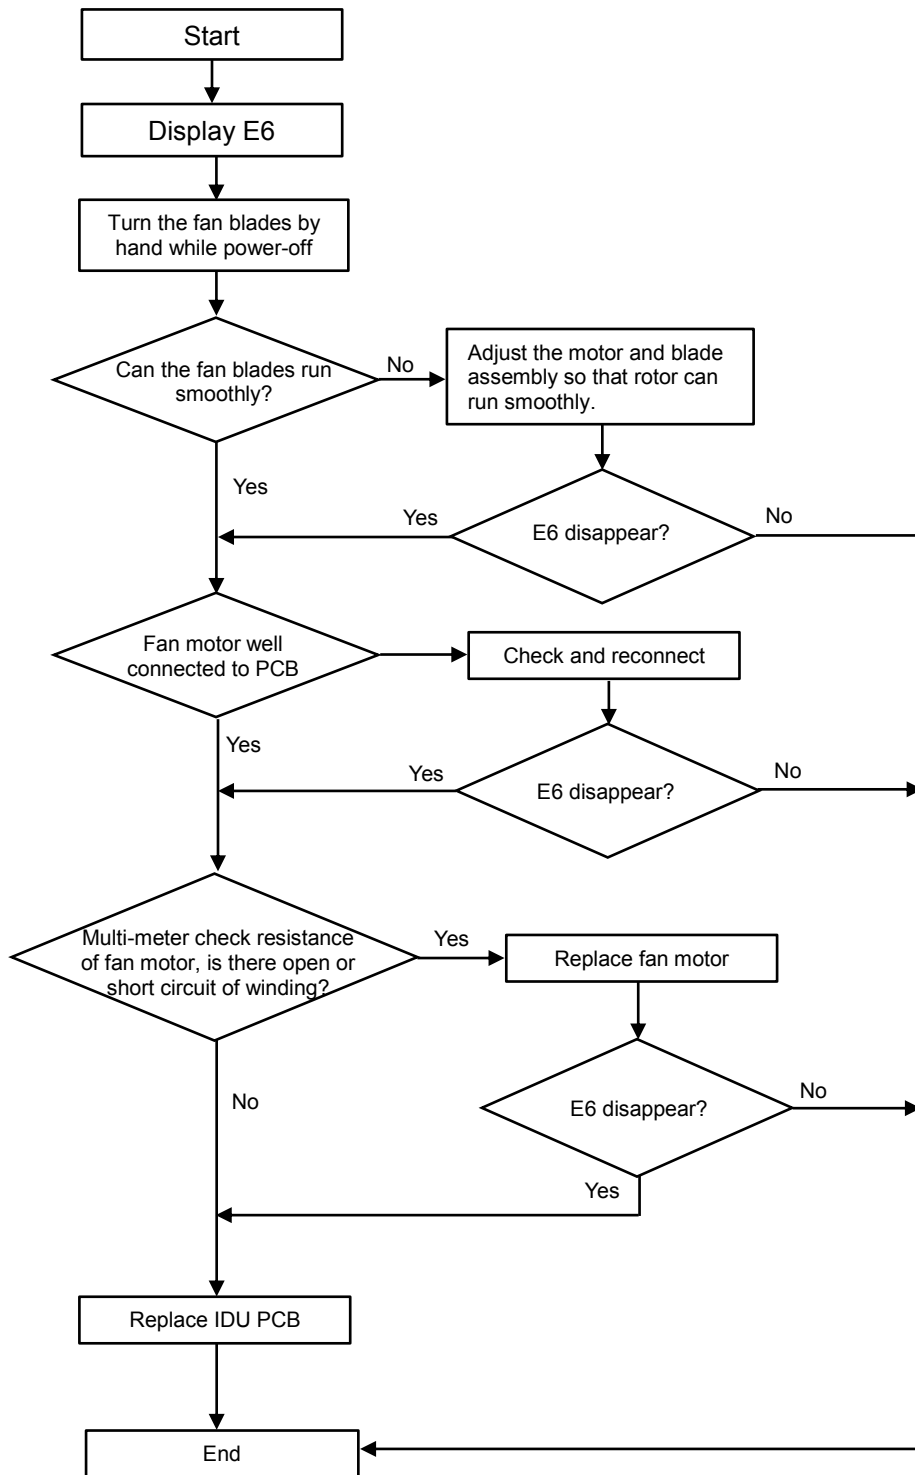 Start
Display E6
Turn the fan blades by
hand while power-off
Can the fan blades run
smoothly?
No
Adjust the motor and blade
assembly so that rotor can
run smoothly.
Yes
Yes
E6 disappear?
No
Fan motor well
connected to PCB
Check and reconnect
Yes
Yes
E6 disappear?
No
Multi-meter check resistance
of fan motor, is there open or
short circuit of winding?
Yes
Replace fan motor
No
E6 disappear?
No
Yes
Replace IDU PCB
End